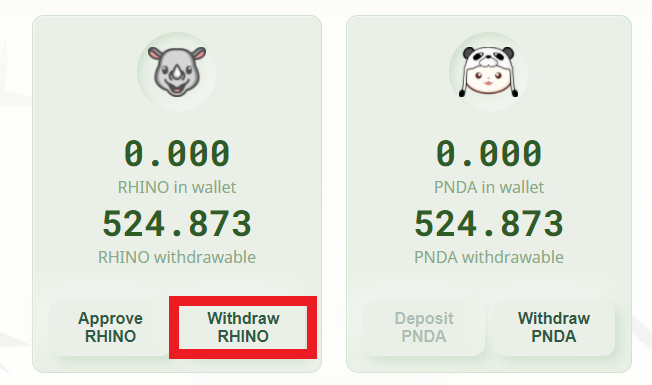 0.000
RHINO in wallet
524.873
RHINO withdrawable
Approve
RHINO
Withdraw
RHINO
0.000
PNDA in wallet
524.873
PNDA withdrawable
Deposit
PNDA
Withdraw
PNDA